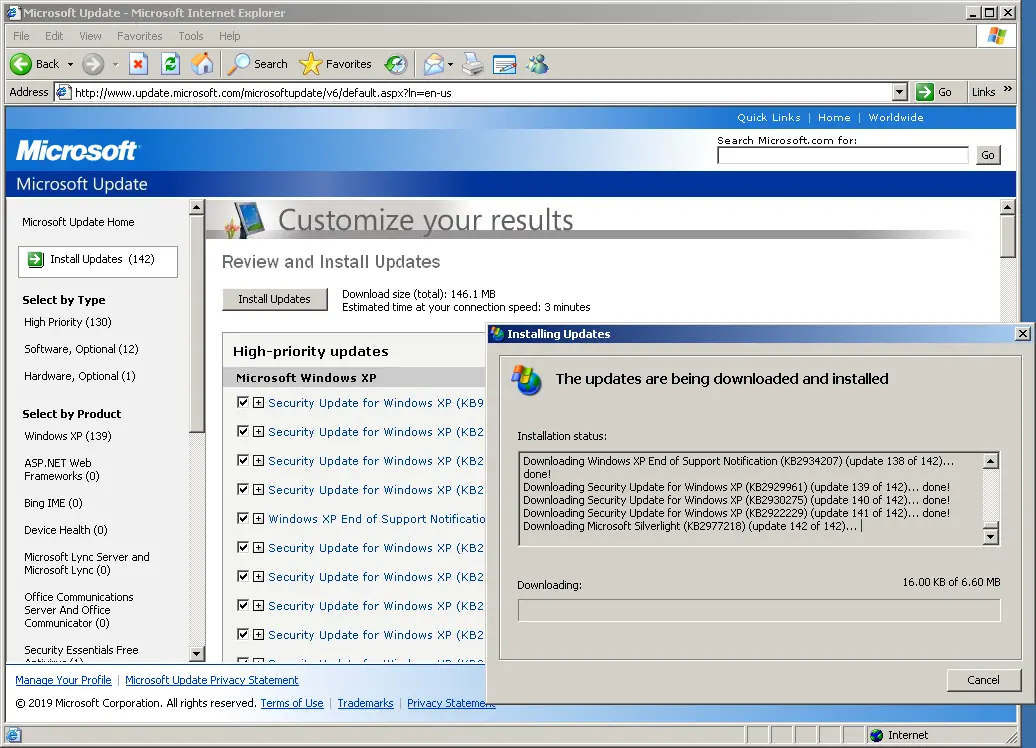 Microsoft Update - Microsoft Internet Explorer
File Edit View Favorites Tools Help
Back Search Favorites
Address http://www.update.microsoft.com/microsoftupdate/v6/default.aspx?ln=en-us Go Links »
Quick Links | Home | Worldwide
Microsoft
Search Microsoft.com for:
Go
Microsoft Update
Microsoft Update Home
Install Updates (142)
Select by Type
High Priority (130)
Software, Optional (12)
Hardware, Optional (1)
Select by Product
Windows XP (139)
ASP.NET Web
Frameworks (0)
Bing IME (0)
Device Health (0)
Microsoft Lync Server and
Microsoft Lync (0)
Office Communications
Server And Office
Communicator (0)
Security Essentials Free
Antivirus (1)
Customize your results
Review and Install Updates
Install Updates
Download size (total): 146.1 MB
Estimated time at your connection speed: 3 minutes
High-priority updates
Microsoft Windows XP
Security Update for Windows XP (KB9
Security Update for Windows XP (KB2
Security Update for Windows XP (KB2
Security Update for Windows XP (KB2
Windows XP End of Support Notificatio
Security Update for Windows XP (KB2
Security Update for Windows XP (KB2
Security Update for Windows XP (KB2
Security Update for Windows XP (KB2
Security Update for Windows XP (KB2
Installing Updates
The updates are being downloaded and installed
Installation status:
Downloading Windows XP End of Support Notification (KB2934207) (update 138 of 142)...
done!
Downloading Security Update for Windows XP (KB2929961) (update 139 of 142)... done!
Downloading Security Update for Windows XP (KB2930275) (update 140 of 142)... done!
Downloading Security Update for Windows XP (KB2922229) (update 141 of 142)... done!
Downloading Microsoft Silverlight (KB2977218) (update 142 of 142)...
Downloading: 16.00 KB of 6.60 MB
Cancel
Manage Your Profile | Microsoft Update Privacy Statement
© 2019 Microsoft Corporation. All rights reserved. Terms of Use | Trademarks | Privacy Statement
Internet